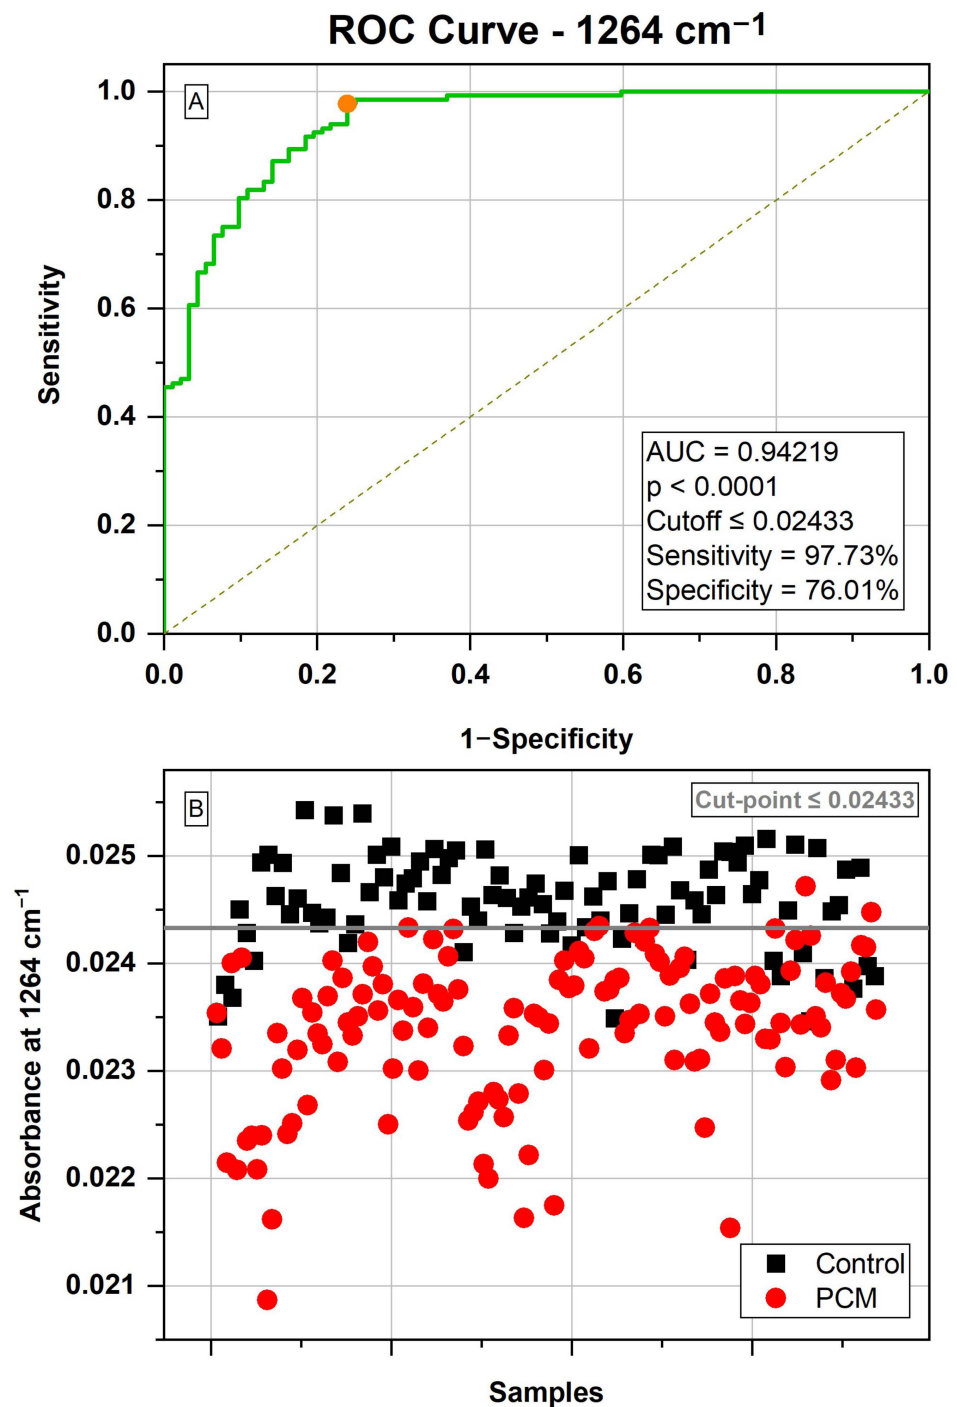 ROC Curve - 1264 cm⁻¹
A
1.0
0.8
0.6
0.4
0.2
0.0
Sensitivity
AUC = 0.94219
p < 0.0001
Cutoff ≤ 0.02433
Sensitivity = 97.73%
Specificity = 76.01%
0.0 0.2 0.4 0.6 0.8 1.0
1−Specificity
B
Cut-point ≤ 0.02433
0.025
0.024
0.023
0.022
0.021
Absorbance at 1264 cm⁻¹
Control
PCM
Samples